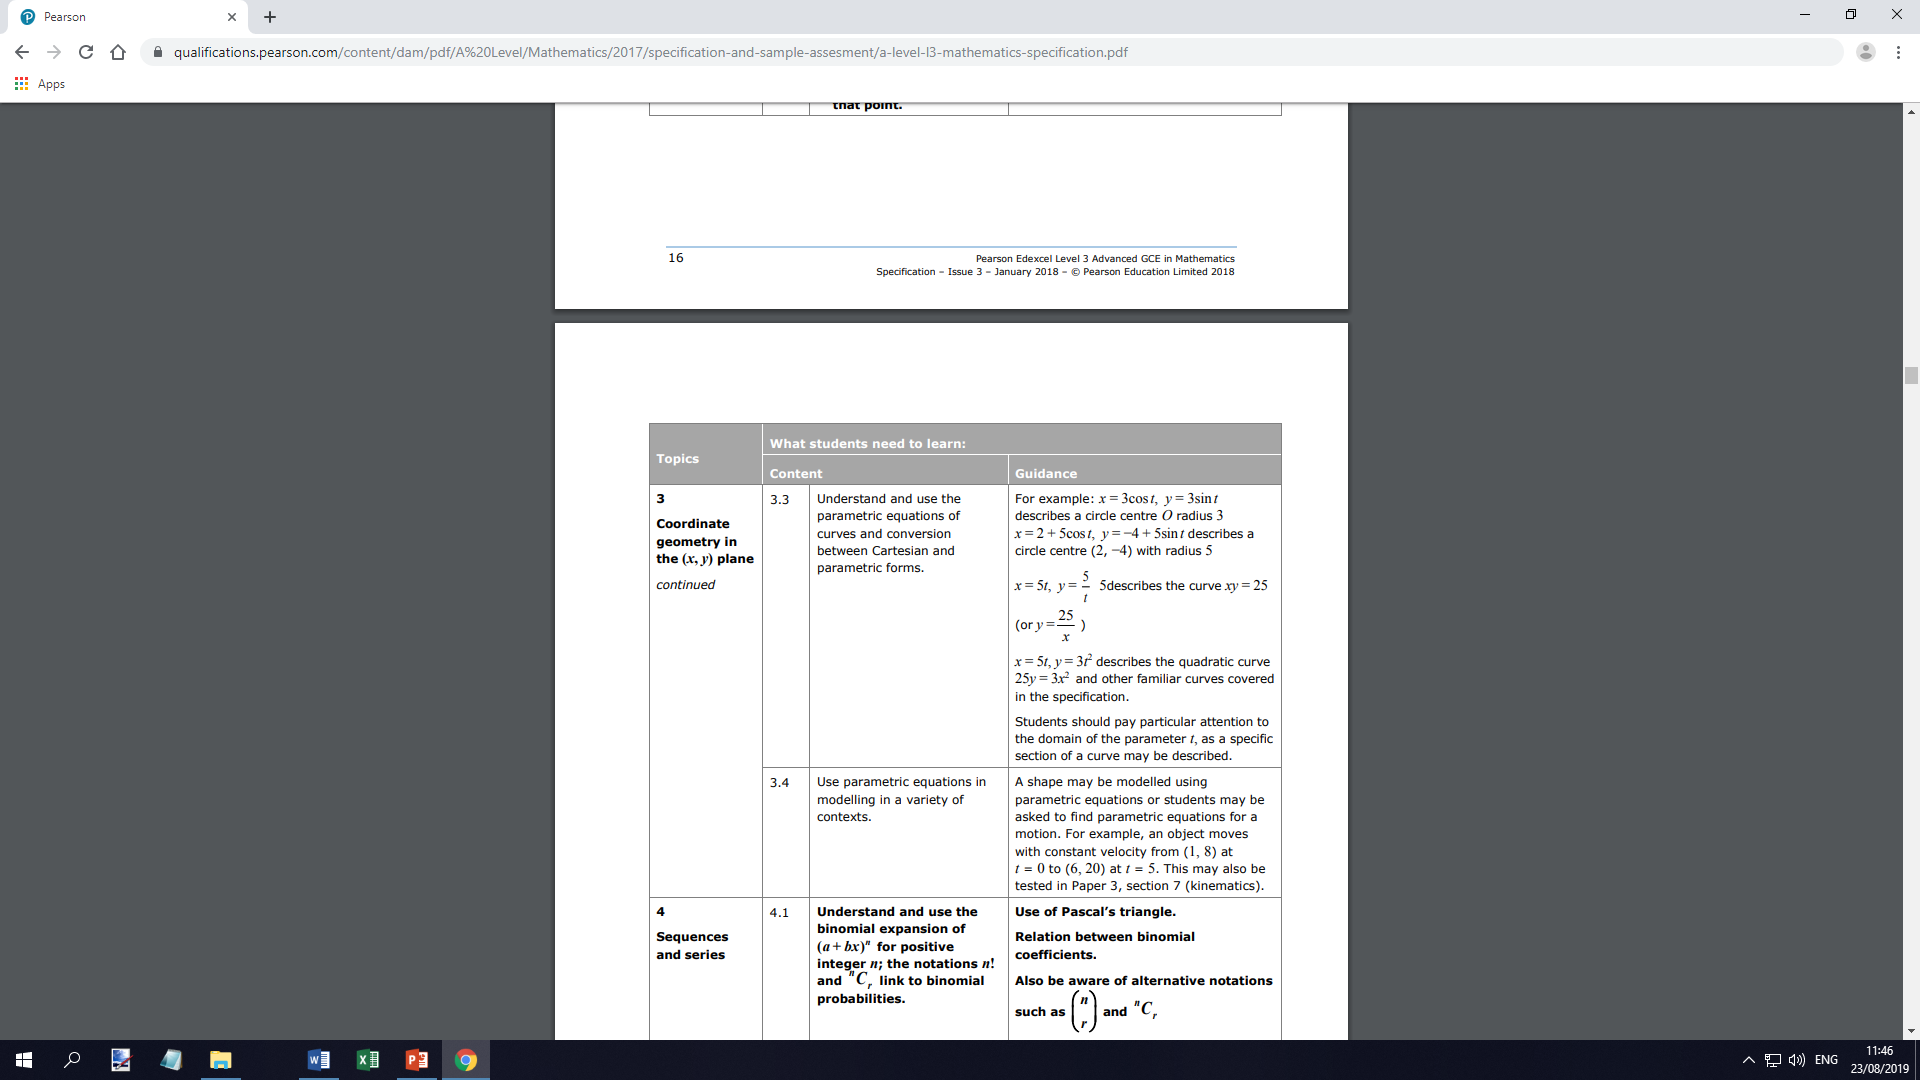 Pearson
qualifications.pearson.com/content/dam/pdf/A%20Level/Mathematics/2017/specification-and-sample-assesment/a-level-l3-mathematics-specification.pdf
Apps
that point.
16
Pearson Edexcel Level 3 Advanced GCE in Mathematics
Specification – Issue 3 – January 2018 – © Pearson Education Limited 2018
Topics
What students need to learn:
Content
Guidance
3
Coordinate
geometry in
the (x, y) plane
continued
3.3
Understand and use the
parametric equations of
curves and conversion
between Cartesian and
parametric forms.
For example: x = 3cos t, y = 3sin t
describes a circle centre O radius 3
x = 2 + 5cos t, y = −4 + 5sin t describes a
circle centre (2, −4) with radius 5
x = 5t, y = 5/t 5describes the curve xy = 25
(or y = 25/x )
x = 5t, y = 3t² describes the quadratic curve
25y = 3x² and other familiar curves covered
in the specification.
Students should pay particular attention to
the domain of the parameter t, as a specific
section of a curve may be described.
3.4
Use parametric equations in
modelling in a variety of
contexts.
A shape may be modelled using
parametric equations or students may be
asked to find parametric equations for a
motion. For example, an object moves
with constant velocity from (1, 8) at
t = 0 to (6, 20) at t = 5. This may also be
tested in Paper 3, section 7 (kinematics).
4
Sequences
and series
4.1
Understand and use the
binomial expansion of
(a + bx)ⁿ for positive
integer n; the notations n!
and ⁿCᵣ link to binomial
probabilities.
Use of Pascal's triangle.
Relation between binomial
coefficients.
Also be aware of alternative notations
such as (n r) and ⁿCᵣ
ENG
11:46
23/08/2019